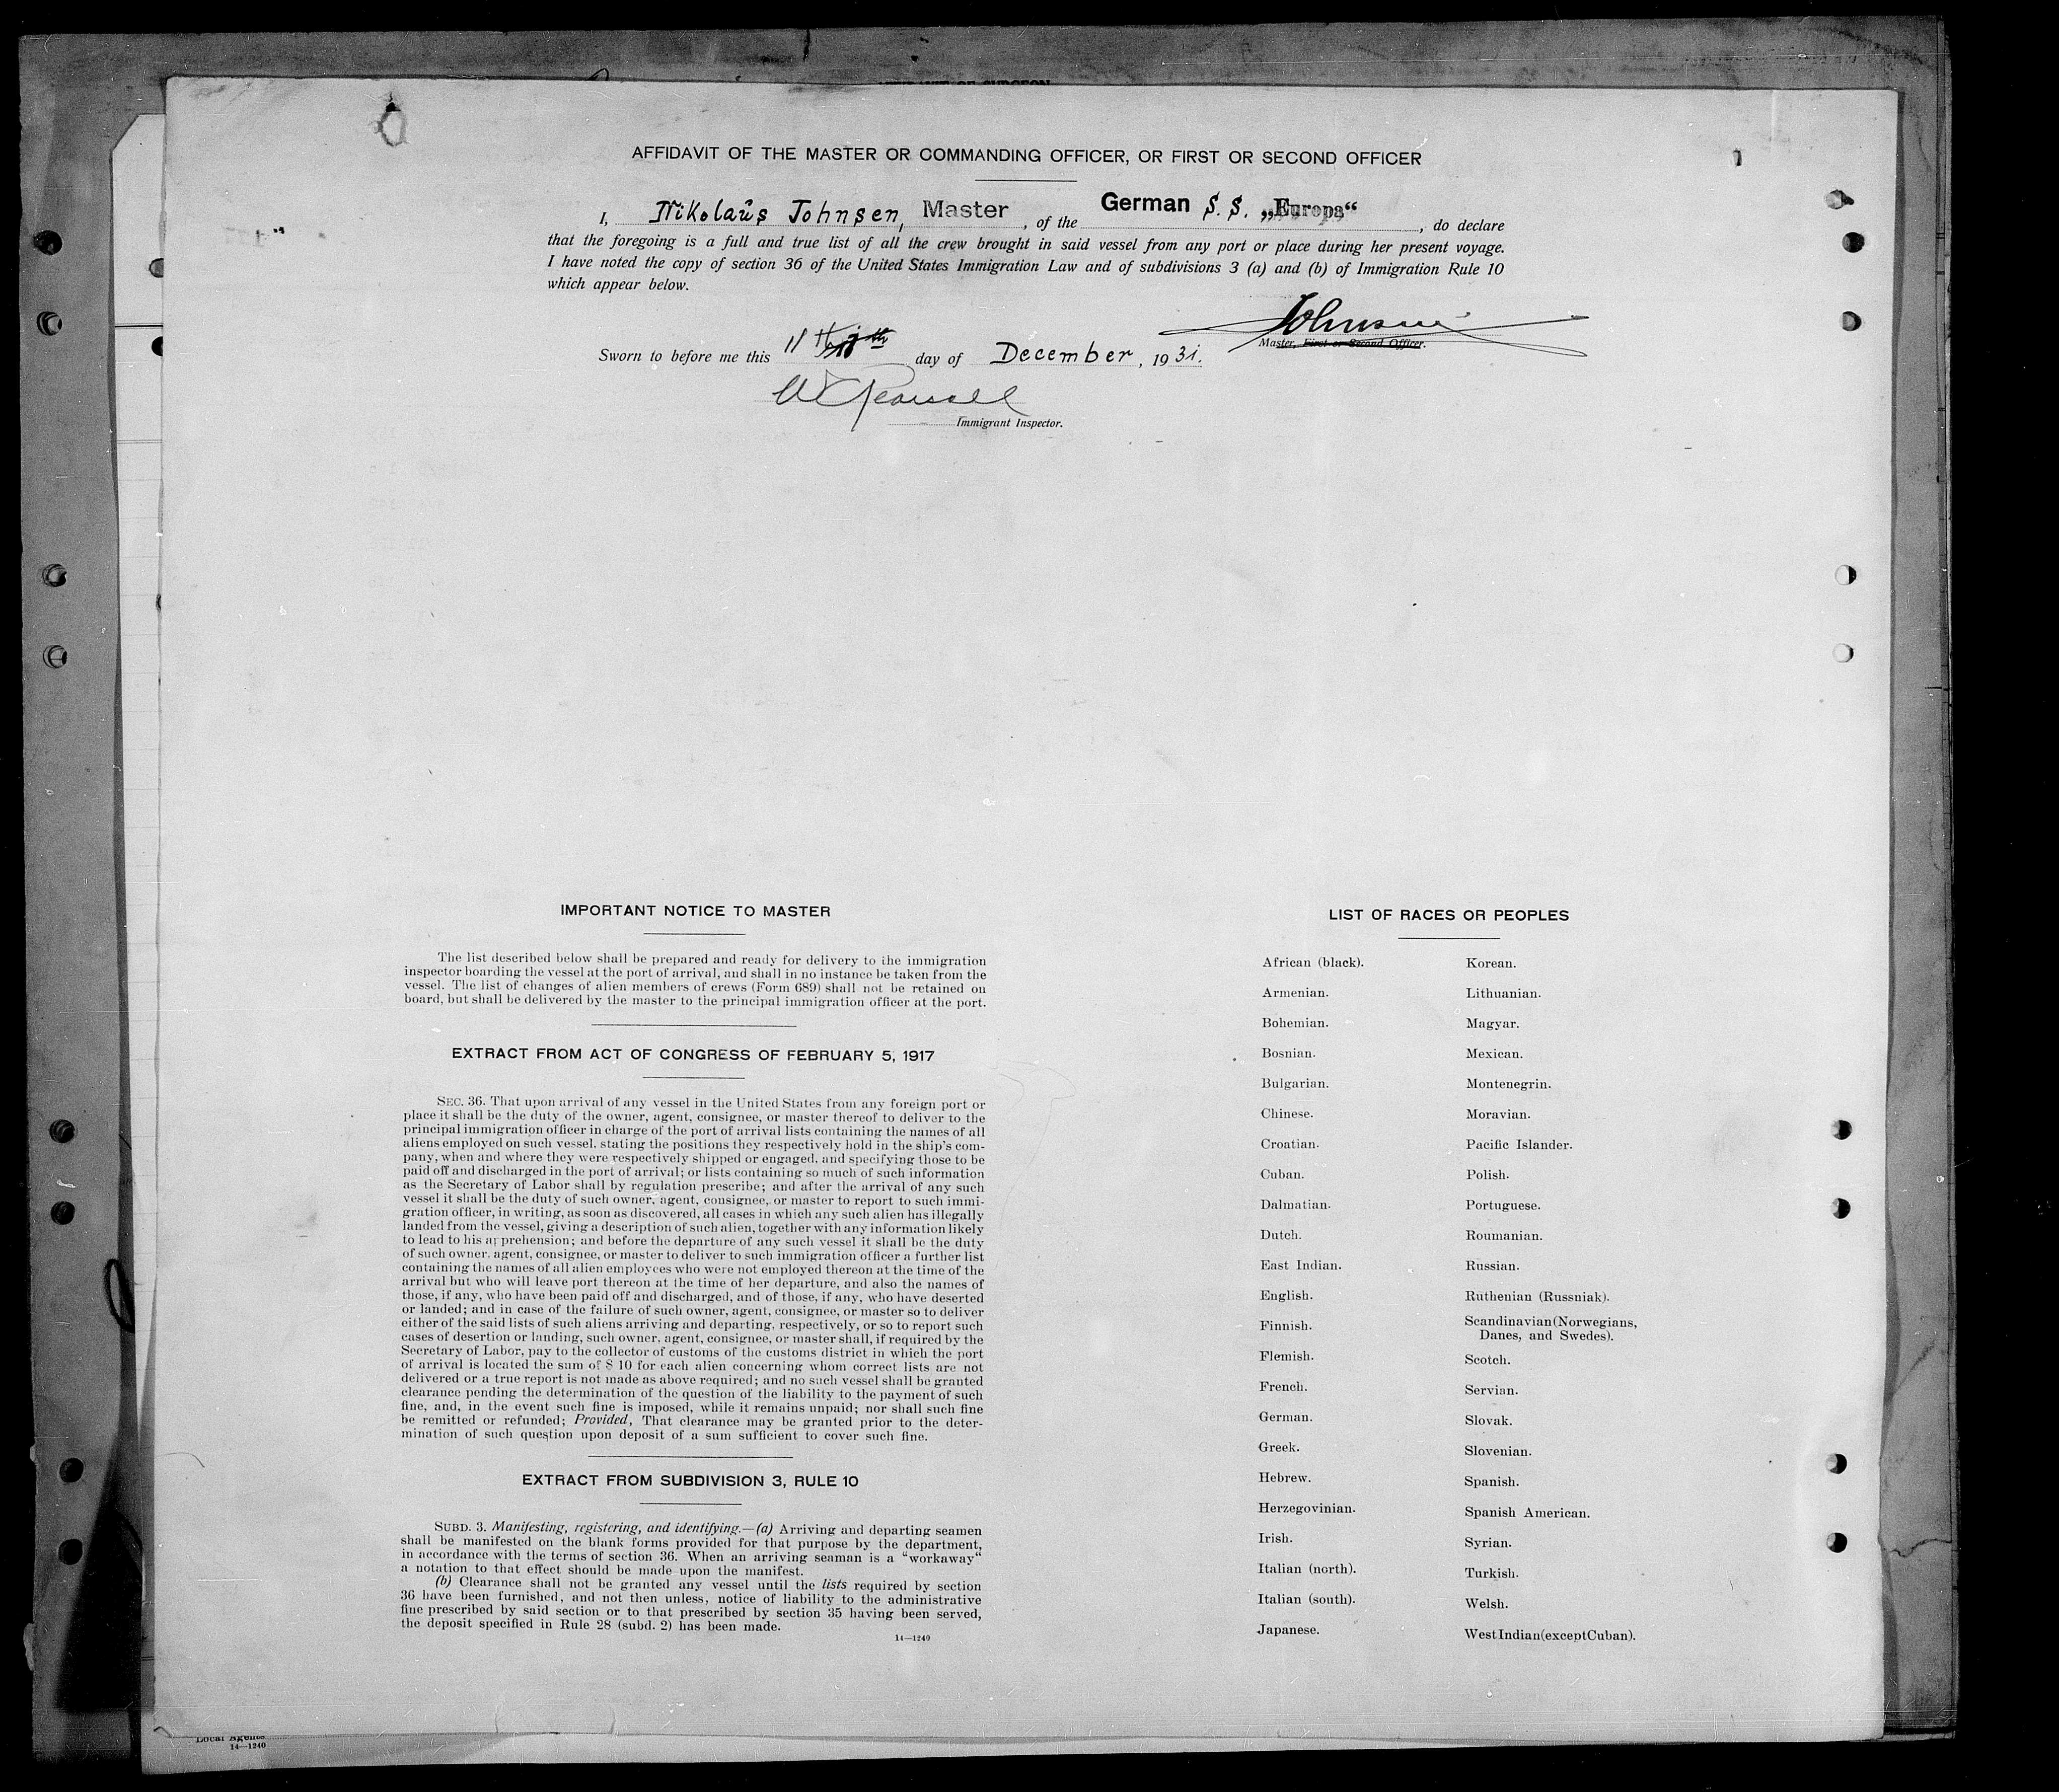 AFFIDAVIT OF THE MASTER OR COMMANDING OFFICER, OR FIRST OR SECOND OFFICER
I, Nikolaus Johnsen, Master, of the German S. S. „Europa“, do declare
that the foregoing is a full and true list of all the crew brought in said vessel from any port or place during her present voyage.
I have noted the copy of section 36 of the United States Immigration Law and of subdivisions 3 (a) and (b) of Immigration Rule 10
which appear below.
Johnsen
Master, First or Second Officer.
Sworn to before me this 11th day of December, 1931.
Immigrant Inspector.
IMPORTANT NOTICE TO MASTER
The list described below shall be prepared and ready for delivery to the immigration
inspector boarding the vessel at the port of arrival, and shall in no instance be taken from the
vessel. The list of changes of alien members of crews (Form 689) shall not be retained on
board, but shall be delivered by the master to the principal immigration officer at the port.
EXTRACT FROM ACT OF CONGRESS OF FEBRUARY 5, 1917
SEC. 36. That upon arrival of any vessel in the United States from any foreign port or
place it shall be the duty of the owner, agent, consignee, or master thereof to deliver to the
principal immigration officer in charge of the port of arrival lists containing the names of all
aliens employed on such vessel, stating the positions they respectively hold in the ship's com-
pany, when and where they were respectively shipped or engaged, and specifying those to be
paid off and discharged in the port of arrival; or lists containing so much of such information
as the Secretary of Labor shall by regulation prescribe; and after the arrival of any such
vessel it shall be the duty of such owner, agent, consignee, or master to report to such immi-
gration officer, in writing, as soon as discovered, all cases in which any such alien has illegally
landed from the vessel, giving a description of such alien, together with any information likely
to lead to his apprehension; and before the departure of any such vessel it shall be the duty
of such owner, agent, consignee, or master to deliver to such immigration officer a further list
containing the names of all alien employees who were not employed thereon at the time of the
arrival but who will leave port thereon at the time of her departure, and also the names of
those, if any, who have been paid off and discharged, and of those, if any, who have deserted
or landed; and in case of the failure of such owner, agent, consignee, or master so to deliver
either of the said lists of such aliens arriving and departing, respectively, or so to report such
cases of desertion or landing, such owner, agent, consignee, or master shall, if required by the
Secretary of Labor, pay to the collector of customs of the customs district in which the port
of arrival is located the sum of $ 10 for each alien concerning whom correct lists are not
delivered or a true report is not made as above required; and no such vessel shall be granted
clearance pending the determination of the question of the liability to the payment of such
fine, and, in the event such fine is imposed, while it remains unpaid; nor shall such fine
be remitted or refunded; Provided, That clearance may be granted prior to the deter-
mination of such question upon deposit of a sum sufficient to cover such fine.
EXTRACT FROM SUBDIVISION 3, RULE 10
SUBD. 3. Manifesting, registering, and identifying.—(a) Arriving and departing seamen
shall be manifested on the blank forms provided for that purpose by the department,
in accordance with the terms of section 36. When an arriving seaman is a “workaway“
a notation to that effect should be made upon the manifest.
(b) Clearance shall not be granted any vessel until the lists required by section
36 have been furnished, and not then unless, notice of liability to the administrative
fine prescribed by said section or to that prescribed by section 35 having been served,
the deposit specified in Rule 28 (subd. 2) has been made.
14—1240
LIST OF RACES OR PEOPLES
African (black).
Armenian.
Bohemian.
Bosnian.
Bulgarian.
Chinese.
Croatian.
Cuban.
Dalmatian.
Dutch.
East Indian.
English.
Finnish.
Flemish.
French.
German.
Greek.
Hebrew.
Herzegovinian.
Irish.
Italian (north).
Italian (south).
Japanese.
Korean.
Lithuanian.
Magyar.
Mexican.
Montenegrin.
Moravian.
Pacific Islander.
Polish.
Portuguese.
Roumanian.
Russian.
Ruthenian (Russniak).
Scandinavian (Norwegians,
Danes, and Swedes).
Scotch.
Servian.
Slovak.
Slovenian.
Spanish.
Spanish American.
Syrian.
Turkish.
Welsh.
West Indian (except Cuban).
Local Agents
14—1240